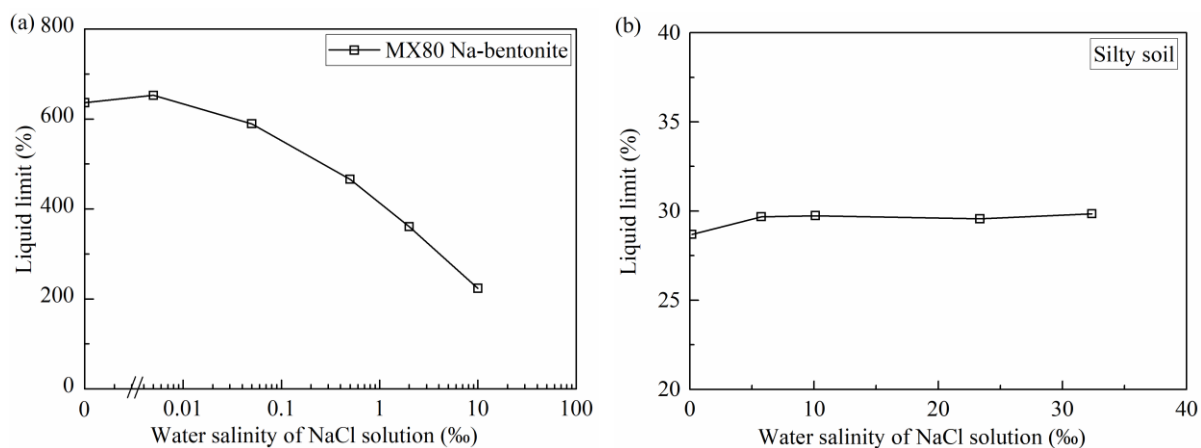 (a)
800
MX80 Na-bentonite
600
400
200
0
Liquid limit (%)
0
0.01
0.1
1
10
100
Water salinity of NaCl solution (‰)
(b)
40
Silty soil
35
30
25
20
Liquid limit (%)
0
10
20
30
40
Water salinity of NaCl solution (‰)